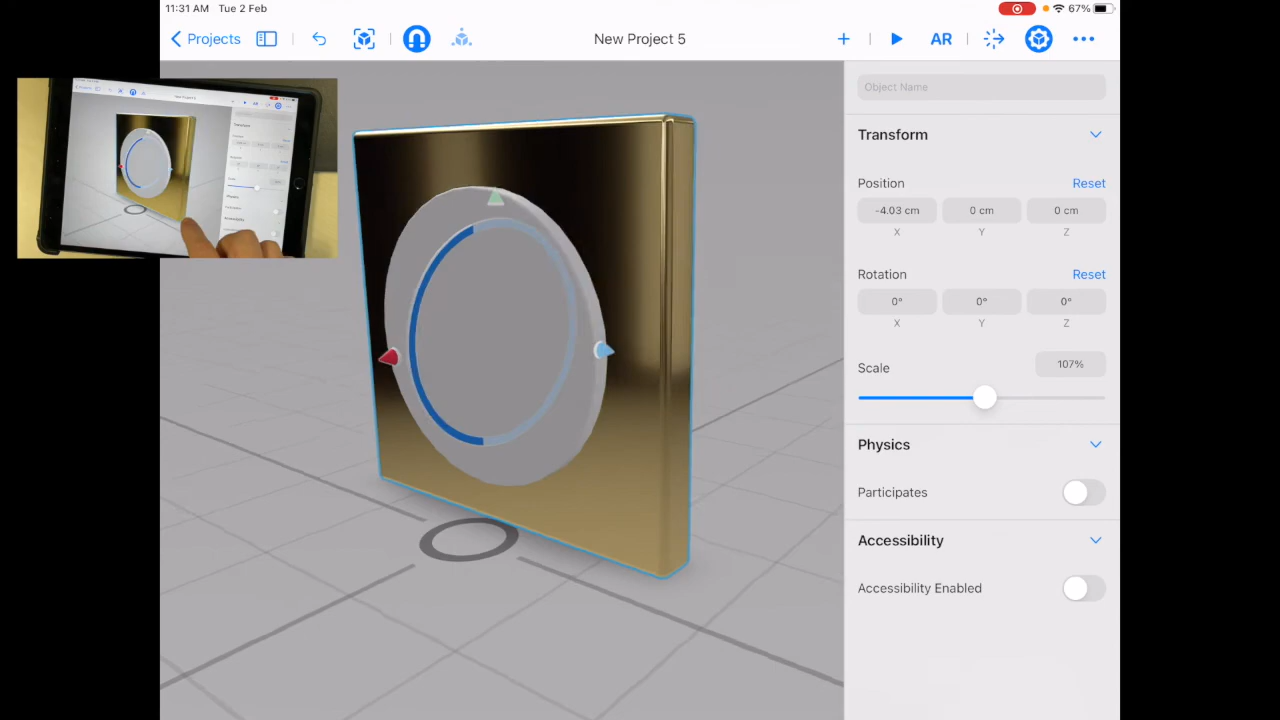 11:31 AM Tue 2 Feb
67%
Projects
New Project 5
AR
Object Name
Transform
Position Reset
-4.03 cm 0 cm 0 cm
X Y Z
Rotation Reset
0° 0° 0°
X Y Z
Scale 107%
Physics
Participates
Accessibility
Accessibility Enabled